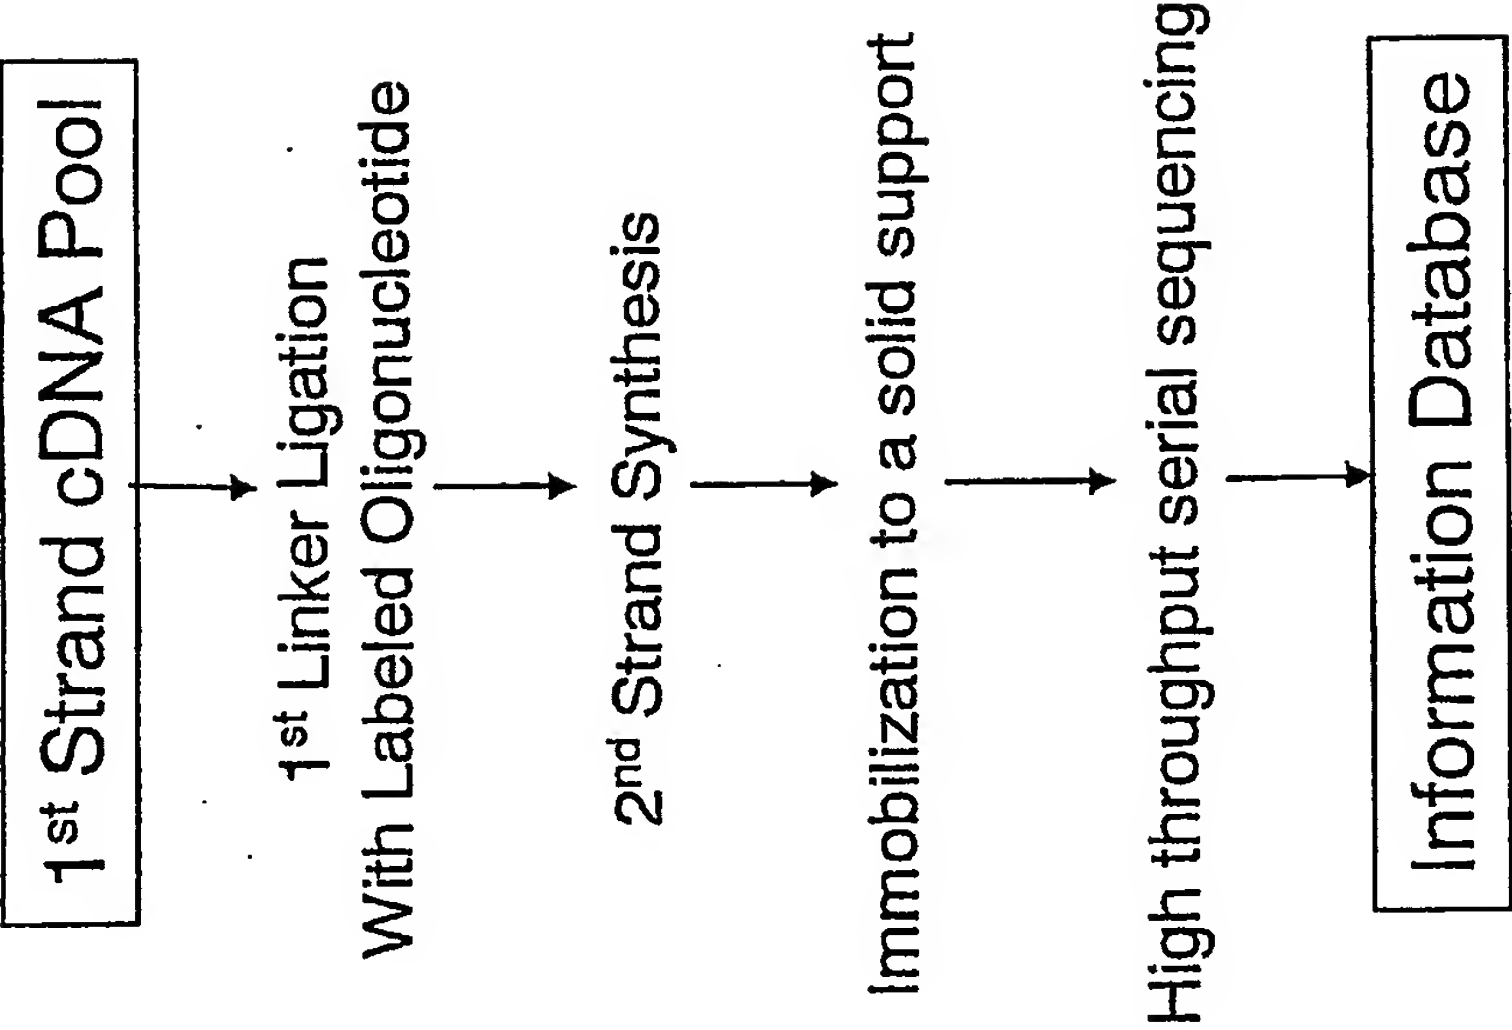 1st Strand cDNA Pool
1st Linker Ligation
With Labeled Oligonucleotide
2nd Strand Synthesis
Immobilization to a solid support
High throughput serial sequencing
Information Database